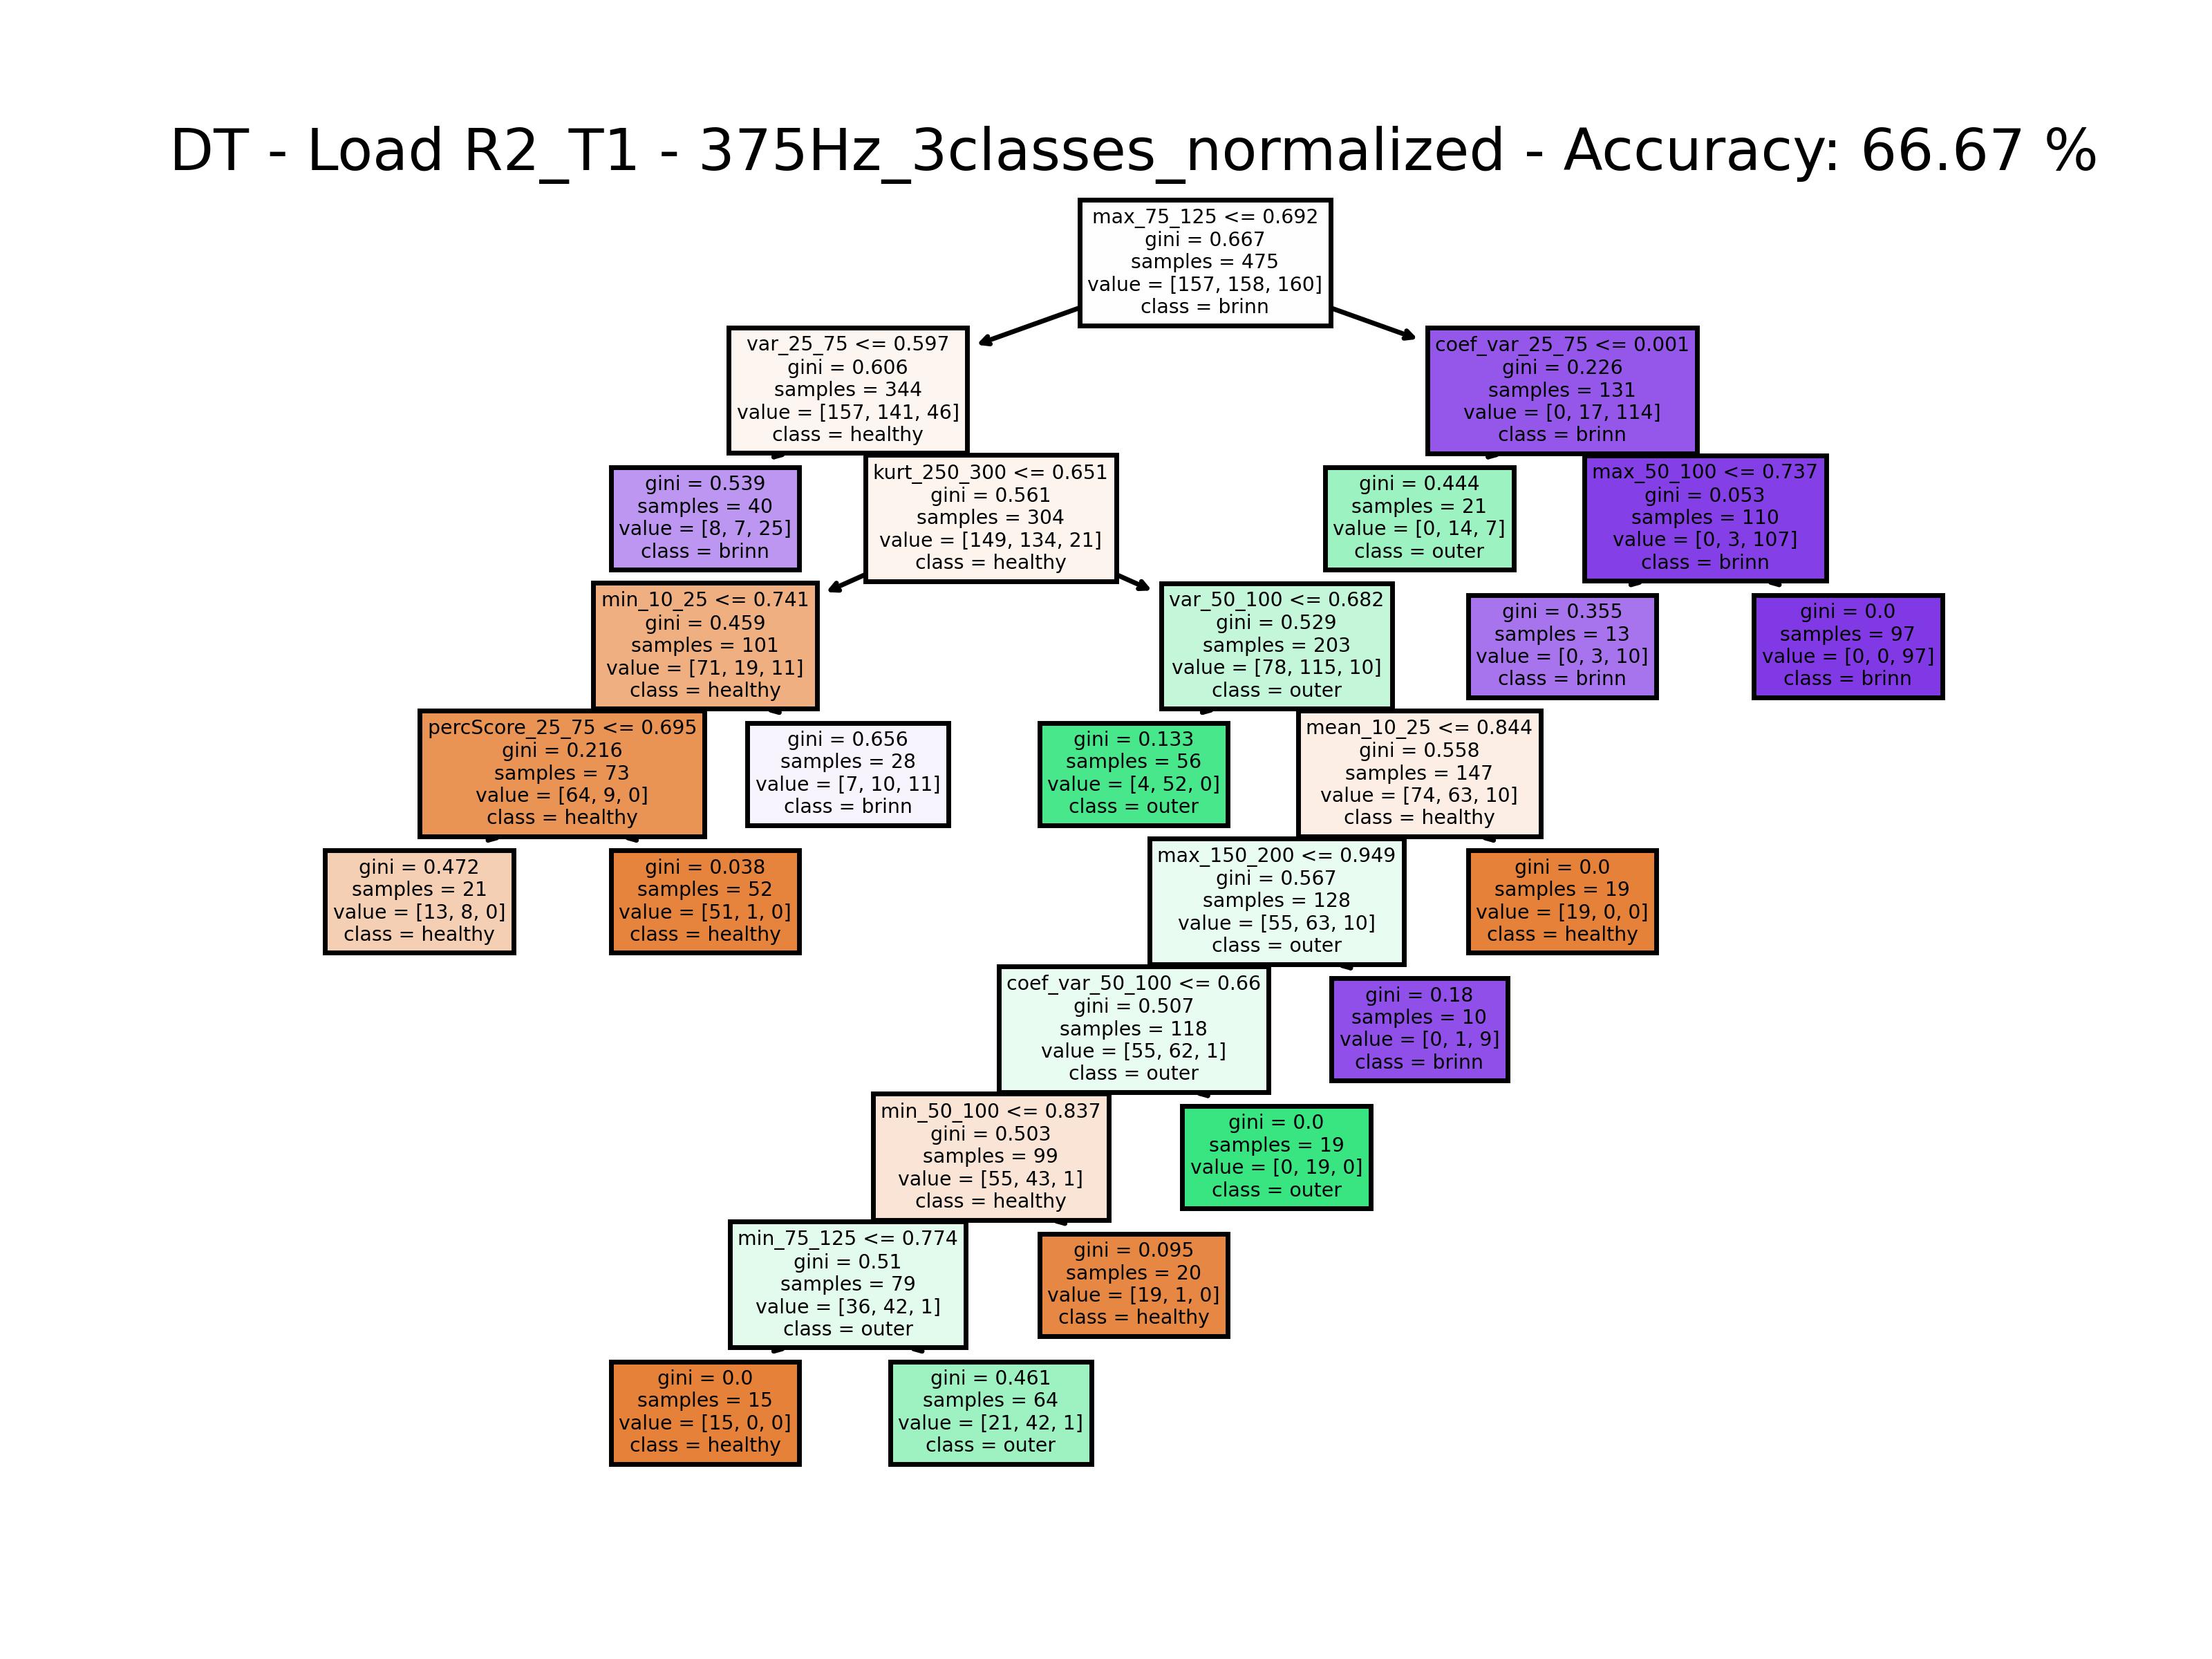 DT - Load R2_T1 - 375Hz_3classes_normalized - Accuracy: 66.67 %
max_75_125 <= 0.692
gini = 0.667
samples = 475
value = [157, 158, 160]
class = brinn
var_25_75 <= 0.597
gini = 0.606
samples = 344
value = [157, 141, 46]
class = healthy
coef_var_25_75 <= 0.001
gini = 0.226
samples = 131
value = [0, 17, 114]
class = brinn
gini = 0.539
samples = 40
value = [8, 7, 25]
class = brinn
kurt_250_300 <= 0.651
gini = 0.561
samples = 304
value = [149, 134, 21]
class = healthy
gini = 0.444
samples = 21
value = [0, 14, 7]
class = outer
max_50_100 <= 0.737
gini = 0.053
samples = 110
value = [0, 3, 107]
class = brinn
min_10_25 <= 0.741
gini = 0.459
samples = 101
value = [71, 19, 11]
class = healthy
var_50_100 <= 0.682
gini = 0.529
samples = 203
value = [78, 115, 10]
class = outer
gini = 0.355
samples = 13
value = [0, 3, 10]
class = brinn
gini = 0.0
samples = 97
value = [0, 0, 97]
class = brinn
percScore_25_75 <= 0.695
gini = 0.216
samples = 73
value = [64, 9, 0]
class = healthy
gini = 0.656
samples = 28
value = [7, 10, 11]
class = brinn
gini = 0.133
samples = 56
value = [4, 52, 0]
class = outer
mean_10_25 <= 0.844
gini = 0.558
samples = 147
value = [74, 63, 10]
class = healthy
gini = 0.472
samples = 21
value = [13, 8, 0]
class = healthy
gini = 0.038
samples = 52
value = [51, 1, 0]
class = healthy
max_150_200 <= 0.949
gini = 0.567
samples = 128
value = [55, 63, 10]
class = outer
gini = 0.0
samples = 19
value = [19, 0, 0]
class = healthy
coef_var_50_100 <= 0.66
gini = 0.507
samples = 118
value = [55, 62, 1]
class = outer
gini = 0.18
samples = 10
value = [0, 1, 9]
class = brinn
min_50_100 <= 0.837
gini = 0.503
samples = 99
value = [55, 43, 1]
class = healthy
gini = 0.0
samples = 19
value = [0, 19, 0]
class = outer
min_75_125 <= 0.774
gini = 0.51
samples = 79
value = [36, 42, 1]
class = outer
gini = 0.095
samples = 20
value = [19, 1, 0]
class = healthy
gini = 0.0
samples = 15
value = [15, 0, 0]
class = healthy
gini = 0.461
samples = 64
value = [21, 42, 1]
class = outer